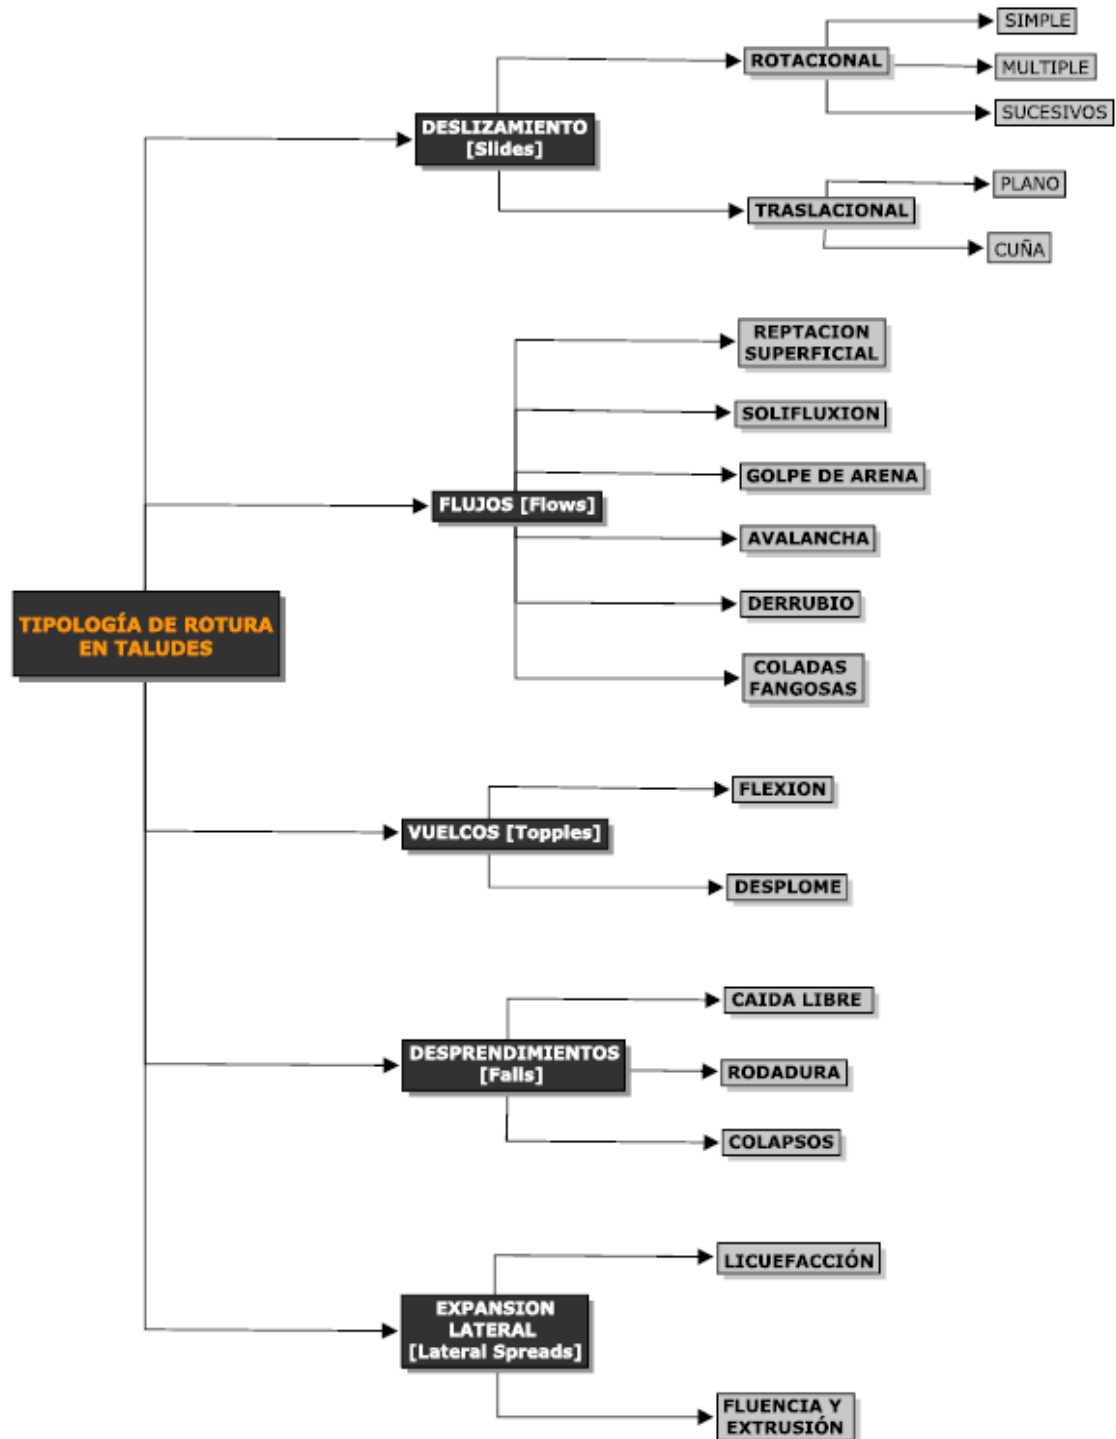 TIPOLOGÍA DE ROTURA
EN TALUDES
DESLIZAMIENTO
[Slides]
ROTACIONAL
SIMPLE
MULTIPLE
SUCESIVOS
TRASLACIONAL
PLANO
CUÑA
FLUJOS [Flows]
REPTACION
SUPERFICIAL
SOLIFLUXION
GOLPE DE ARENA
AVALANCHA
DERRUBIO
COLADAS
FANGOSAS
VUELCOS [Topples]
FLEXION
DESPLOME
DESPRENDIMIENTOS
[Falls]
CAIDA LIBRE
RODADURA
COLAPSOS
EXPANSION
LATERAL
[Lateral Spreads]
LICUEFACCIÓN
FLUENCIA Y
EXTRUSIÓN